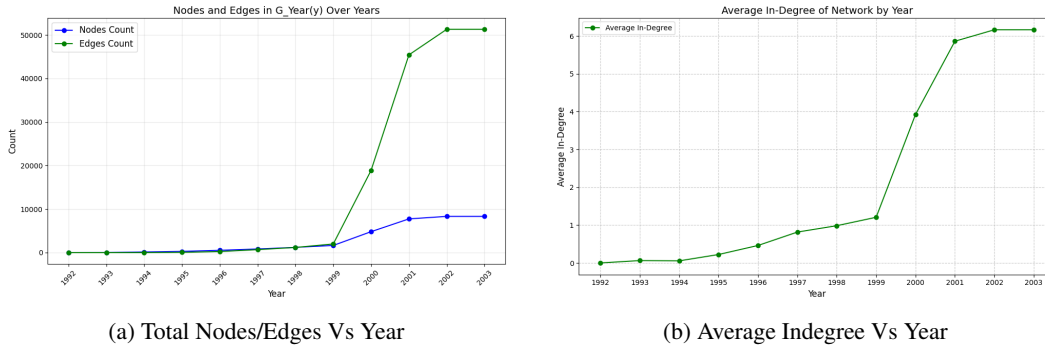 Nodes and Edges in G_Year(y) Over Years
Nodes Count
Edges Count
Count
50000
40000
30000
20000
10000
0
1992
1993
1994
1995
1996
1997
1998
1999
2000
2001
2002
2003
Year
(a) Total Nodes/Edges Vs Year
Average In-Degree of Network by Year
Average In-Degree
Average In-Degree
6
5
4
3
2
1
0
1992 1993 1994 1995 1996 1997 1998 1999 2000 2001 2002 2003
Year
(b) Average Indegree Vs Year